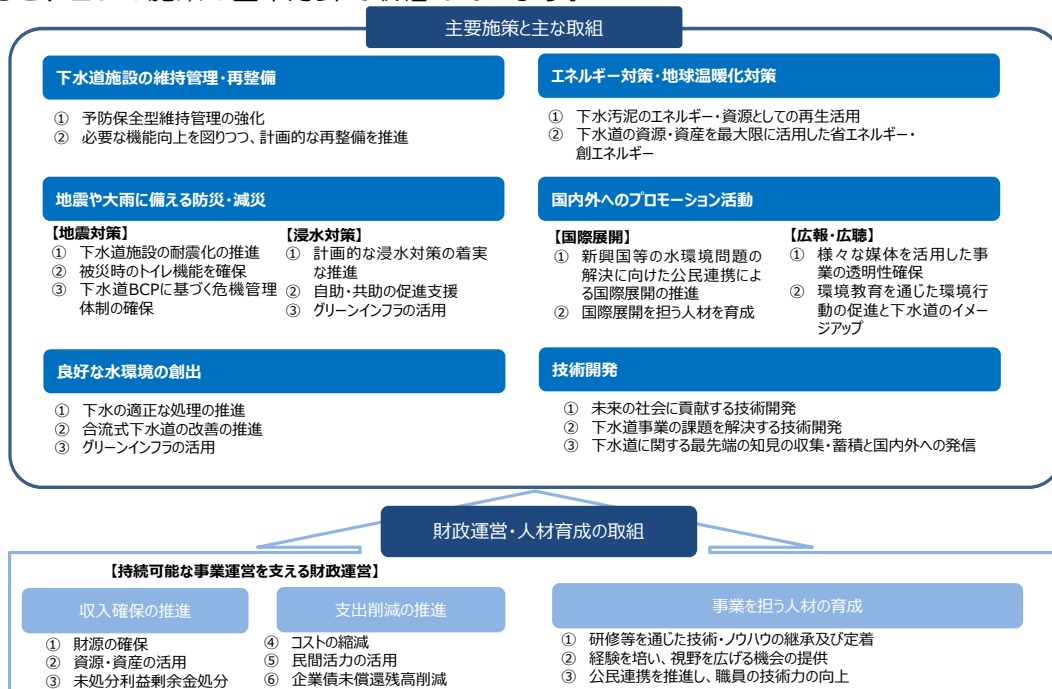 主要施策と主な取組
下水道施設の維持管理・再整備
① 予防保全型維持管理の強化
② 必要な機能向上を図りつつ、計画的な再整備を推進
エネルギー対策・地球温暖化対策
① 下水汚泥のエネルギー・資源としての再生活用
② 下水道の資源・資産を最大限に活用した省エネルギー・
創エネルギー
地震や大雨に備える防災・減災
【地震対策】
① 下水道施設の耐震化の推進
② 被災時のトイレ機能を確保
③ 下水道BCPに基づく危機管理
体制の確保
【浸水対策】
① 計画的な浸水対策の着実
な推進
② 自助・共助の促進支援
③ グリーンインフラの活用
国内外へのプロモーション活動
【国際展開】
① 新興国等の水環境問題の
解決に向けた公民連携によ
る国際展開の推進
② 国際展開を担う人材を育成
【広報・広聴】
① 様々な媒体を活用した事
業の透明性確保
② 環境教育を通じた環境行
動の促進と下水道のイメー
ジアップ
良好な水環境の創出
① 下水の適正な処理の推進
② 合流式下水道の改善の推進
③ グリーンインフラの活用
技術開発
① 未来の社会に貢献する技術開発
② 下水道事業の課題を解決する技術開発
③ 下水道に関する最先端の知見の収集・蓄積と国内外への発信
財政運営・人材育成の取組
【持続可能な事業運営を支える財政運営】
収入確保の推進
① 財源の確保
② 資源・資産の活用
③ 未処分利益剰余金処分
支出削減の推進
④ コストの縮減
⑤ 民間活力の活用
⑥ 企業債未償還残高削減
事業を担う人材の育成
① 研修等を通じた技術・ノウハウの継承及び定着
② 経験を培い、視野を広げる機会の提供
③ 公民連携を推進し、職員の技術力の向上